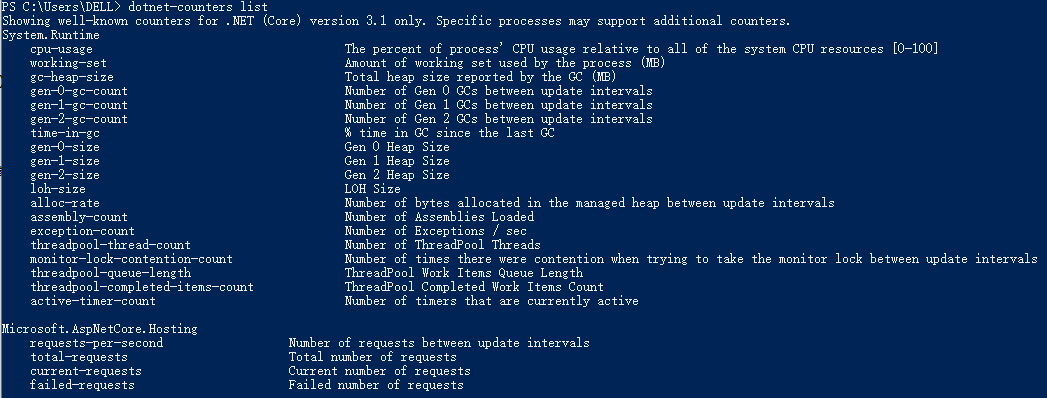 PS C:\Users\DELL> dotnet-counters list
Showing well-known counters for .NET (Core) version 3.1 only. Specific processes may support additional counters.
System.Runtime
cpu-usage The percent of process' CPU usage relative to all of the system CPU resources [0-100]
working-set Amount of working set used by the process (MB)
gc-heap-size Total heap size reported by the GC (MB)
gen-0-gc-count Number of Gen 0 GCs between update intervals
gen-1-gc-count Number of Gen 1 GCs between update intervals
gen-2-gc-count Number of Gen 2 GCs between update intervals
time-in-gc % time in GC since the last GC
gen-0-size Gen 0 Heap Size
gen-1-size Gen 1 Heap Size
gen-2-size Gen 2 Heap Size
loh-size LOH Size
alloc-rate Number of bytes allocated in the managed heap between update intervals
assembly-count Number of Assemblies Loaded
exception-count Number of Exceptions / sec
threadpool-thread-count Number of ThreadPool Threads
monitor-lock-contention-count Number of times there were contention when trying to take the monitor lock between update intervals
threadpool-queue-length ThreadPool Work Items Queue Length
threadpool-completed-items-count ThreadPool Completed Work Items Count
active-timer-count Number of timers that are currently active
Microsoft.AspNetCore.Hosting
requests-per-second Number of requests between update intervals
total-requests Total number of requests
current-requests Current number of requests
failed-requests Failed number of requests